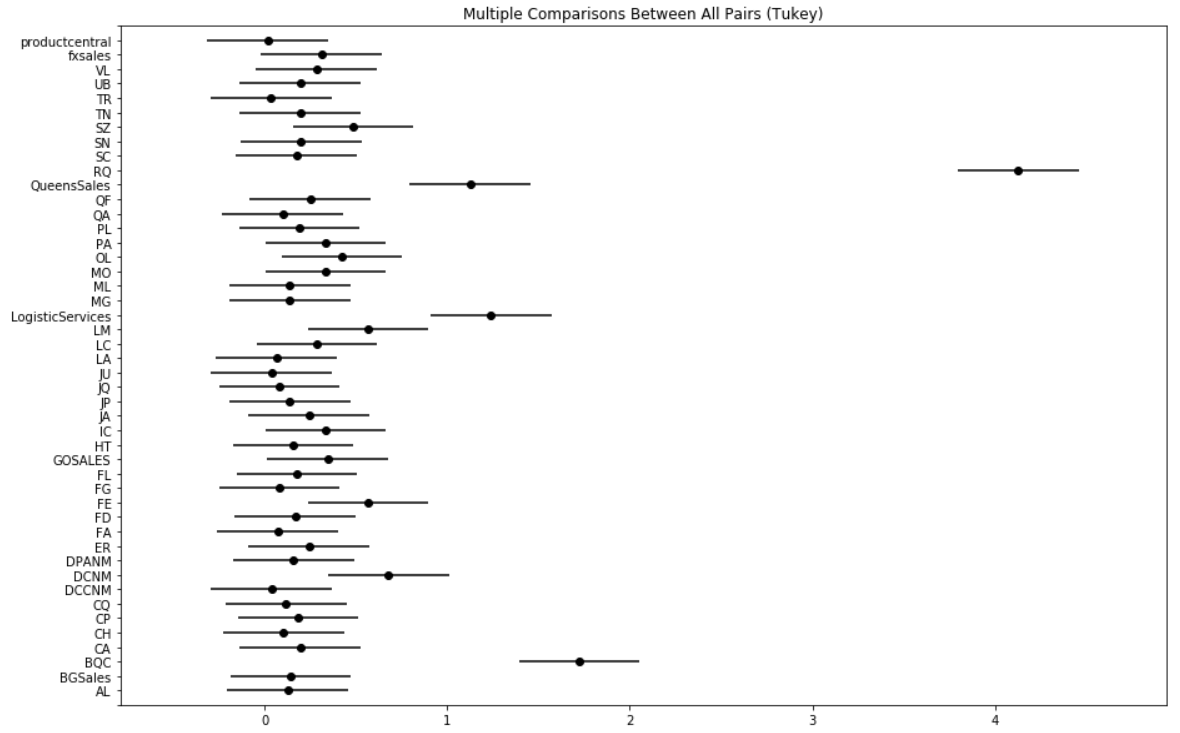 Multiple Comparisons Between All Pairs (Tukey)
productcentral
fxsales
VL
UB
TR
TN
SZ
SN
SC
RQ
QueensSales
QF
QA
PL
PA
OL
MO
ML
MG
LogisticServices
LM
LC
LA
JU
JQ
JP
JA
IC
HT
GOSALES
FL
FG
FE
FD
FA
ER
DPANM
DCNM
DCCNM
CQ
CP
CH
CA
BQC
BGSales
AL
0 1 2 3 4